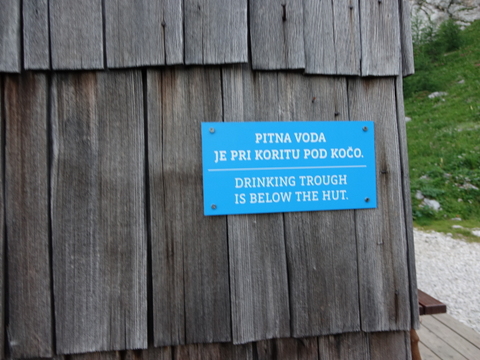 PITNA VODA
JE PRI KORITU POD KOČO.
DRINKING TROUGH
IS BELOW THE HUT.